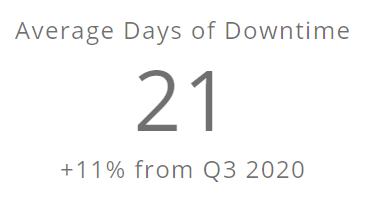 Average Days of Downtime
21
+11% from Q3 2020